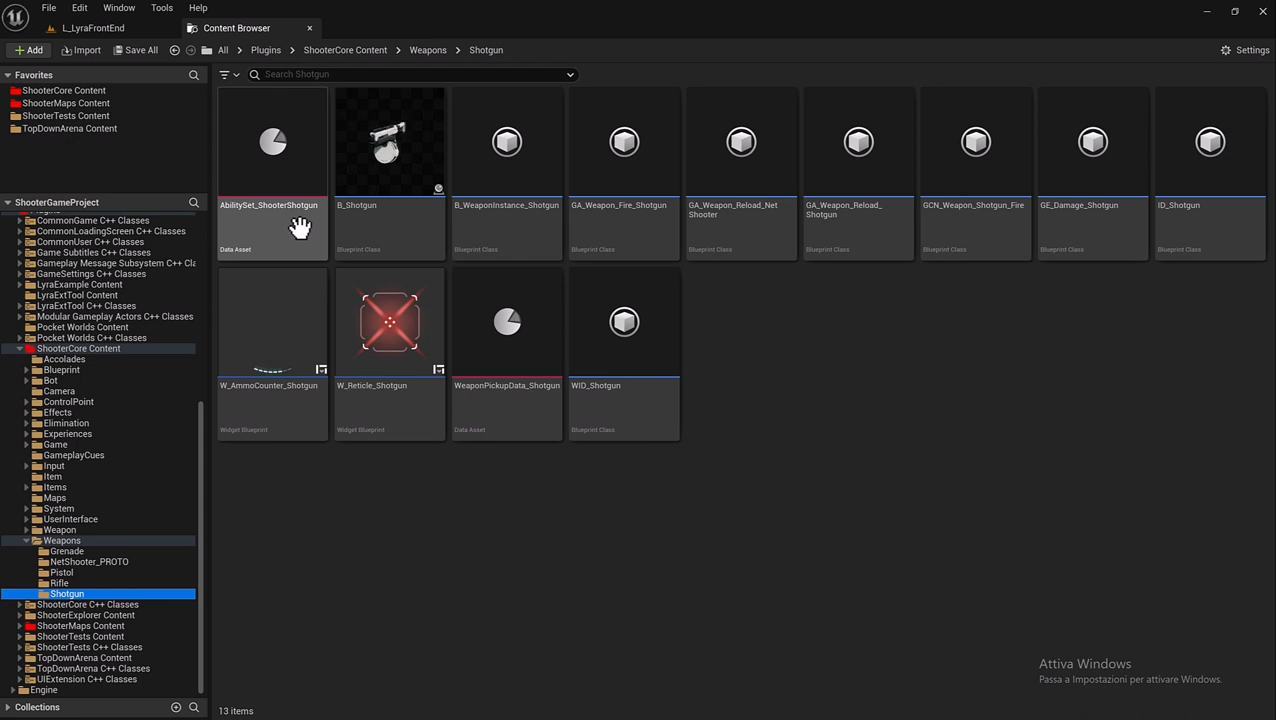 File Edit Window Tools Help
L_LyraFrontEnd Content Browser
Add Import Save All All Plugins ShooterCore Content Weapons Shotgun Settings
Favorites
Search Shotgun
ShooterCore Content
ShooterMaps Content
ShooterTests Content
TopDownArena Content
ShooterGameProject
CommonGame C++ Classes
CommonLoadingScreen C++ Classes
CommonUser C++ Classes
Game Subtitles C++ Classes
Gameplay Message Subsystem C++ Cla
GameSettings C++ Classes
LyraExample Content
LyraExtTool Content
LyraExtTool C++ Classes
Modular Gameplay Actors C++ Classes
Pocket Worlds Content
Pocket Worlds C++ Classes
ShooterCore Content
Accolades
Blueprint
Bot
Camera
ControlPoint
Effects
Elimination
Experiences
Game
GameplayCues
Input
Item
Items
Maps
System
UserInterface
Weapon
Weapons
Grenade
NetShooter_PROTO
Pistol
Rifle
Shotgun
ShooterCore C++ Classes
ShooterExplorer Content
ShooterMaps Content
ShooterTests Content
ShooterTests C++ Classes
TopDownArena Content
TopDownArena C++ Classes
UIExtension C++ Classes
Engine
Collections
AbilitySet_ShooterShotgun
Data Asset
B_Shotgun
Blueprint Class
B_WeaponInstance_Shotgun
Blueprint Class
GA_Weapon_Fire_Shotgun
Blueprint Class
GA_Weapon_Reload_Net
Shooter
Blueprint Class
GA_Weapon_Reload_
Shotgun
Blueprint Class
GCN_Weapon_Shotgun_Fire
Blueprint Class
GE_Damage_Shotgun
Blueprint Class
ID_Shotgun
Blueprint Class
W_AmmoCounter_Shotgun
Widget Blueprint
W_Reticle_Shotgun
Widget Blueprint
WeaponPickupData_Shotgun
Data Asset
WID_Shotgun
Blueprint Class
Attiva Windows
Passa a Impostazioni per attivare Windows.
13 items